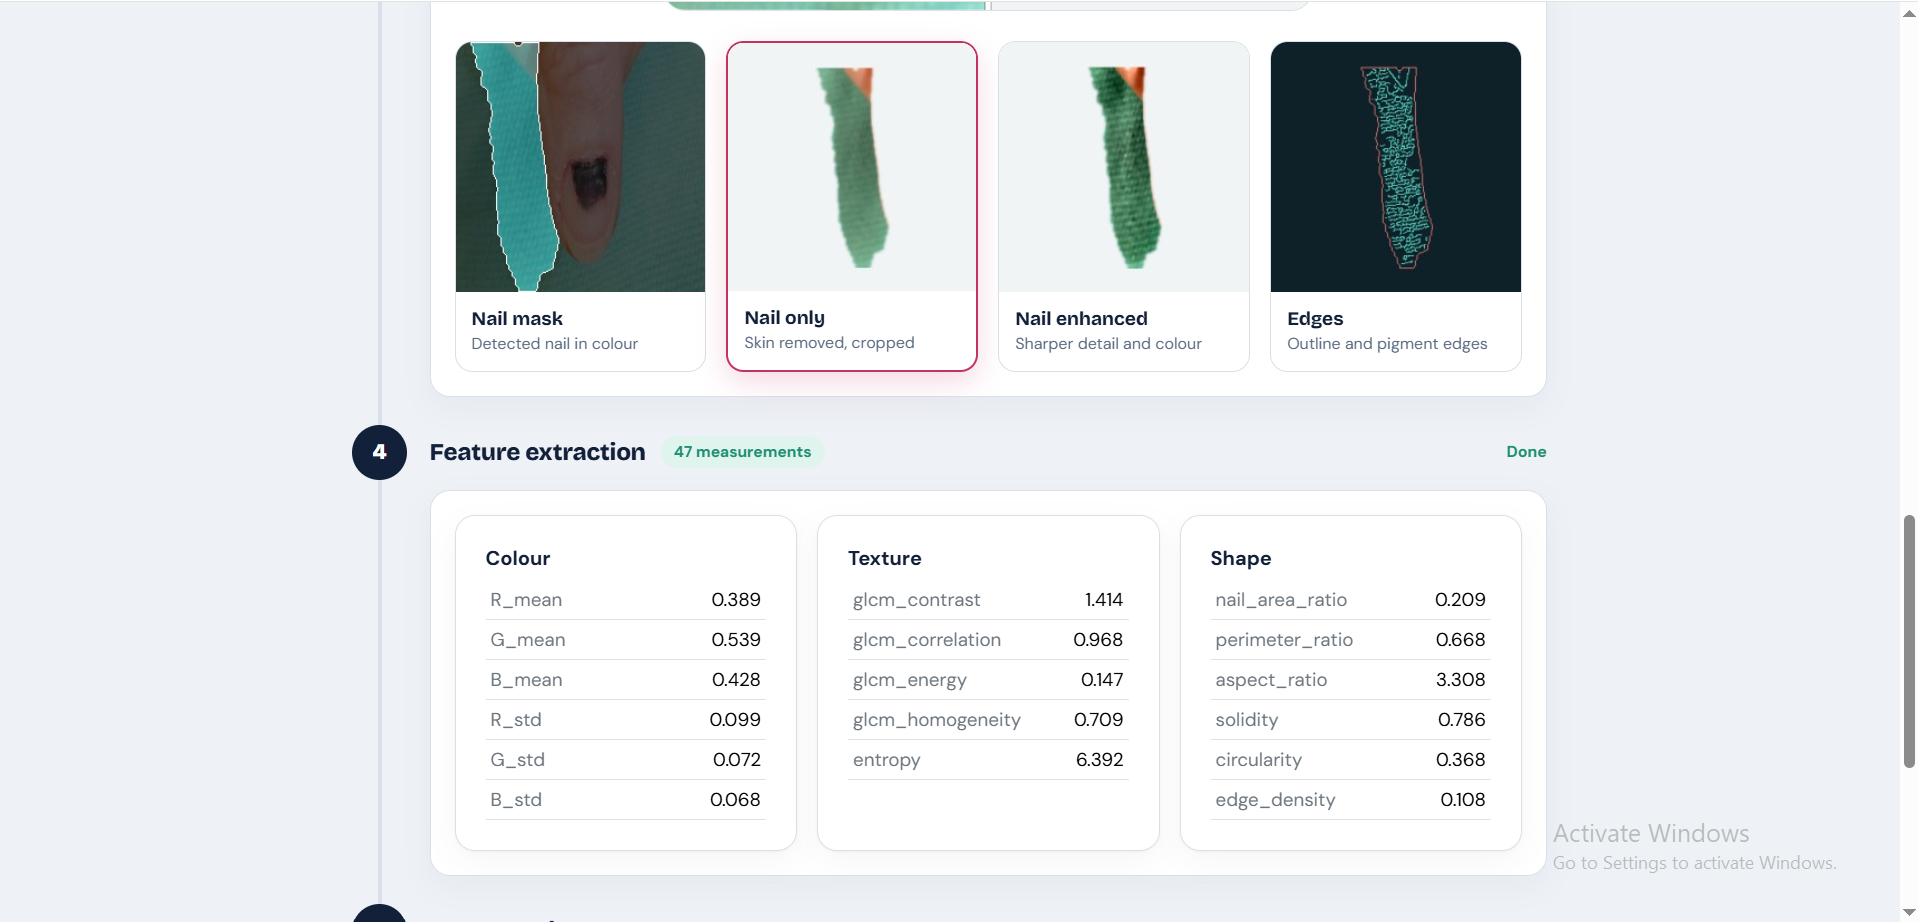 Nail mask
Detected nail in colour
Nail only
Skin removed, cropped
Nail enhanced
Sharper detail and colour
Edges
Outline and pigment edges
4
Feature extraction
47 measurements
Done
Colour
R_mean 0.389
G_mean 0.539
B_mean 0.428
R_std 0.099
G_std 0.072
B_std 0.068
Texture
glcm_contrast 1.414
glcm_correlation 0.968
glcm_energy 0.147
glcm_homogeneity 0.709
entropy 6.392
Shape
nail_area_ratio 0.209
perimeter_ratio 0.668
aspect_ratio 3.308
solidity 0.786
circularity 0.368
edge_density 0.108
Activate Windows
Go to Settings to activate Windows.